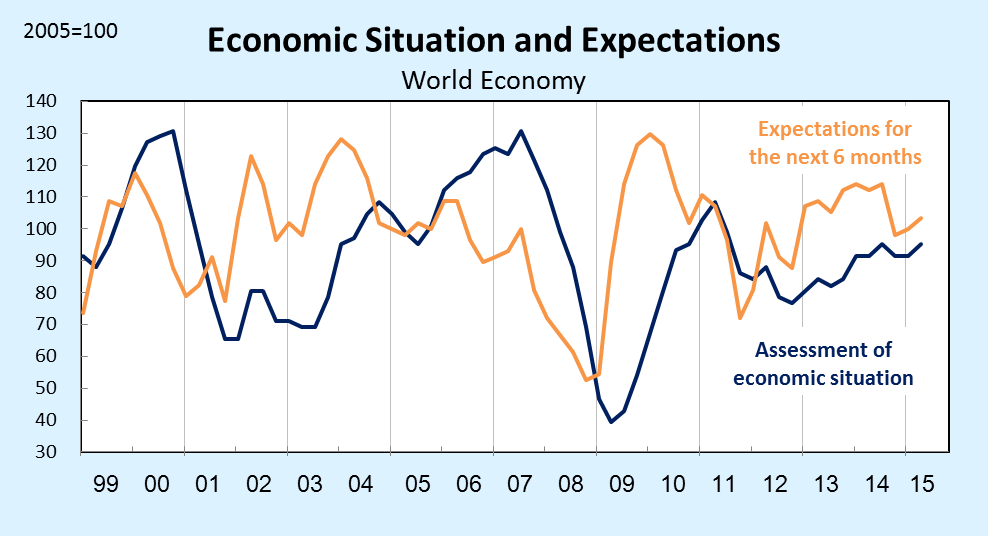 2005=100
Economic Situation and Expectations
World Economy
140
130
120
110
100
90
80
70
60
50
40
30
Expectations for
the next 6 months
Assessment of
economic situation
99 00 01 02 03 04 05 06 07 08 09 10 11 12 13 14 15